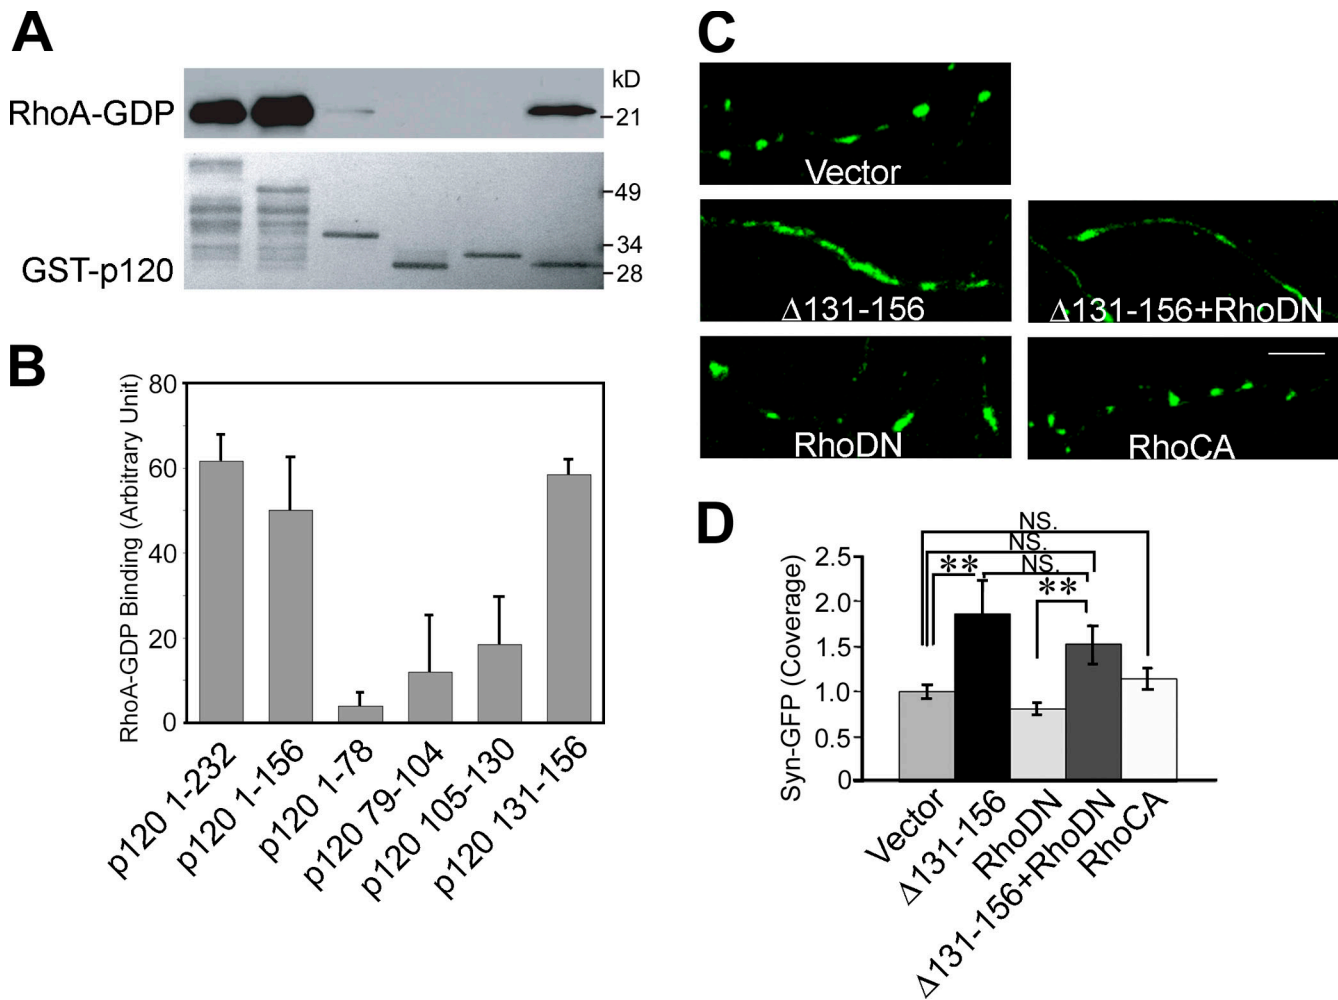 A
kD
RhoA-GDP
21
49
34
GST-p120
28
B
RhoA-GDP Binding (Arbitrary Unit)
80
60
40
20
0
p120 1-232
p120 1-156
p120 1-78
p120 79-104
p120 105-130
p120 131-156
C
Vector
Δ131-156
Δ131-156+RhoDN
RhoDN
RhoCA
D
NS.
NS.
NS.
**
**
Syn-GFP (Coverage)
2.5
2.0
1.5
1.0
0.5
0
Vector
Δ131-156
RhoDN
Δ131-156+RhoDN
RhoCA